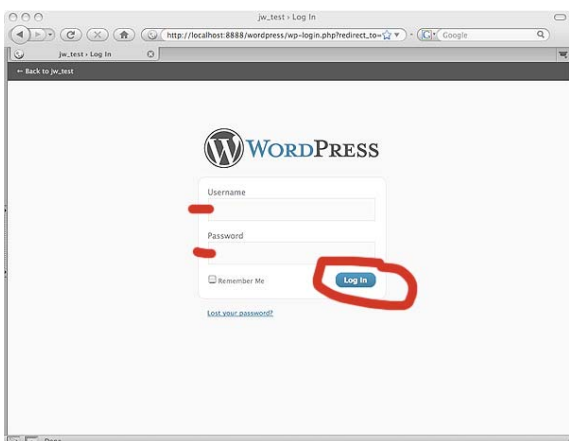 jw_test › Log In
http://localhost:8888/wordpress/wp-login.php?redirect_to=
Google
jw_test › Log In
← Back to jw_test
WORDPRESS
Username
Password
Remember Me
Log In
Lost your password?
Done